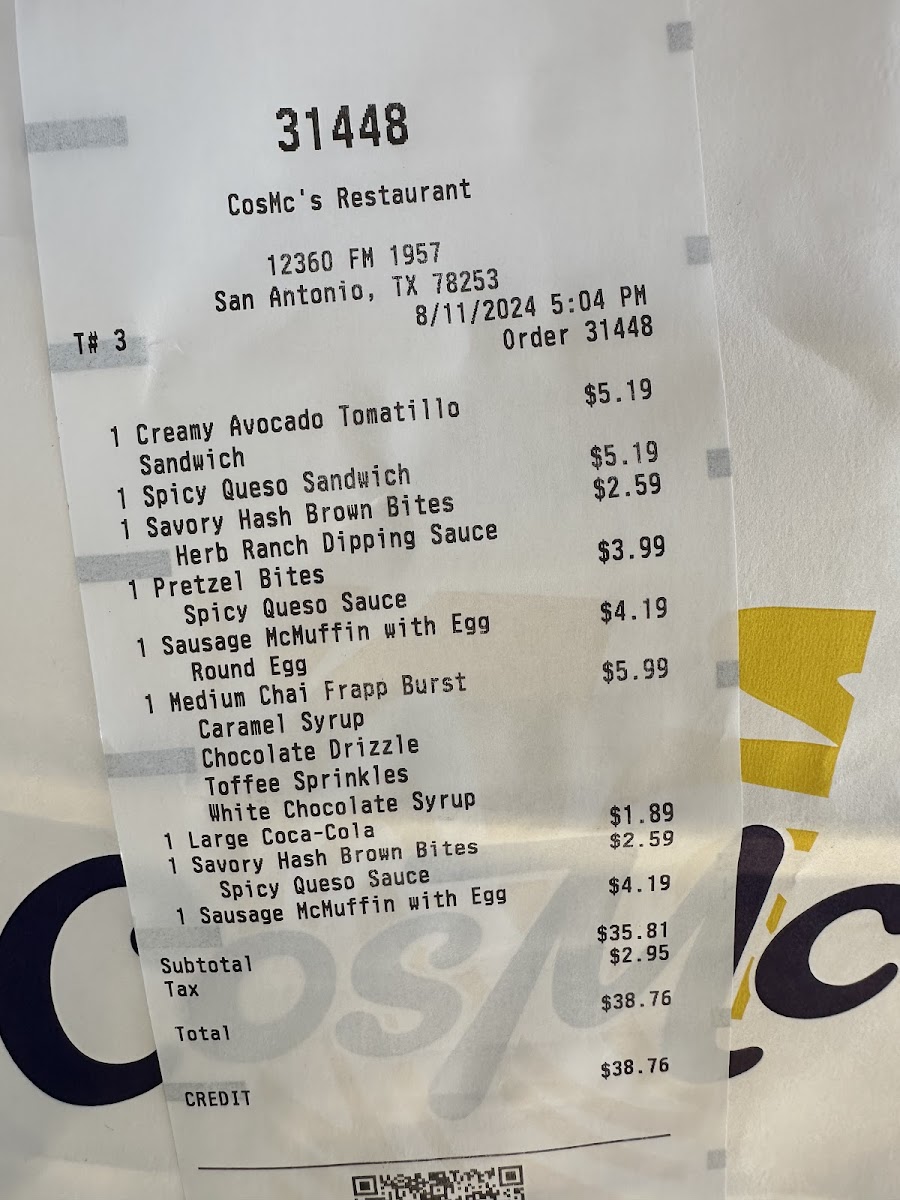 31448
CosMc's Restaurant
12360 FM 1957
San Antonio, TX 78253
8/11/2024 5:04 PM
T# 3 Order 31448
1 Creamy Avocado Tomatillo $5.19
Sandwich
1 Spicy Queso Sandwich $5.19
1 Savory Hash Brown Bites $2.59
Herb Ranch Dipping Sauce
1 Pretzel Bites $3.99
Spicy Queso Sauce
1 Sausage McMuffin with Egg $4.19
Round Egg
1 Medium Chai Frapp Burst $5.99
Caramel Syrup
Chocolate Drizzle
Toffee Sprinkles
White Chocolate Syrup
1 Large Coca-Cola $1.89
1 Savory Hash Brown Bites $2.59
Spicy Queso Sauce
1 Sausage McMuffin with Egg $4.19
Subtotal $35.81
Tax $2.95
Total $38.76
CREDIT $38.76
CosMc